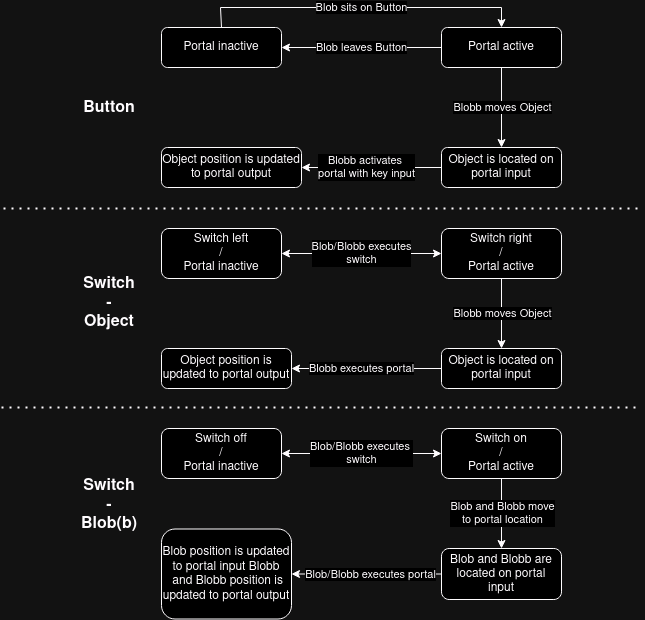 Blob sits on Button
Portal inactive
Blob leaves Button
Portal active
Button
Blobb moves Object
Object position is updated
to portal output
Blobb activates
portal with key input
Object is located on
portal input
Switch left
/
Portal inactive
Blob/Blobb executes
switch
Switch right
/
Portal active
Switch
-
Object
Blobb moves Object
Object position is
updated to portal output
Blobb executes portal
Object is located on
portal input
Switch off
/
Portal inactive
Blob/Blobb executes
switch
Switch on
/
Portal active
Switch
-
Blob(b)
Blob and Blobb move
to portal location
Blob position is updated
to portal input Blobb
and Blobb position is
updated to portal output
Blob/Blobb executes portal
Blob and Blobb are
located on portal
input